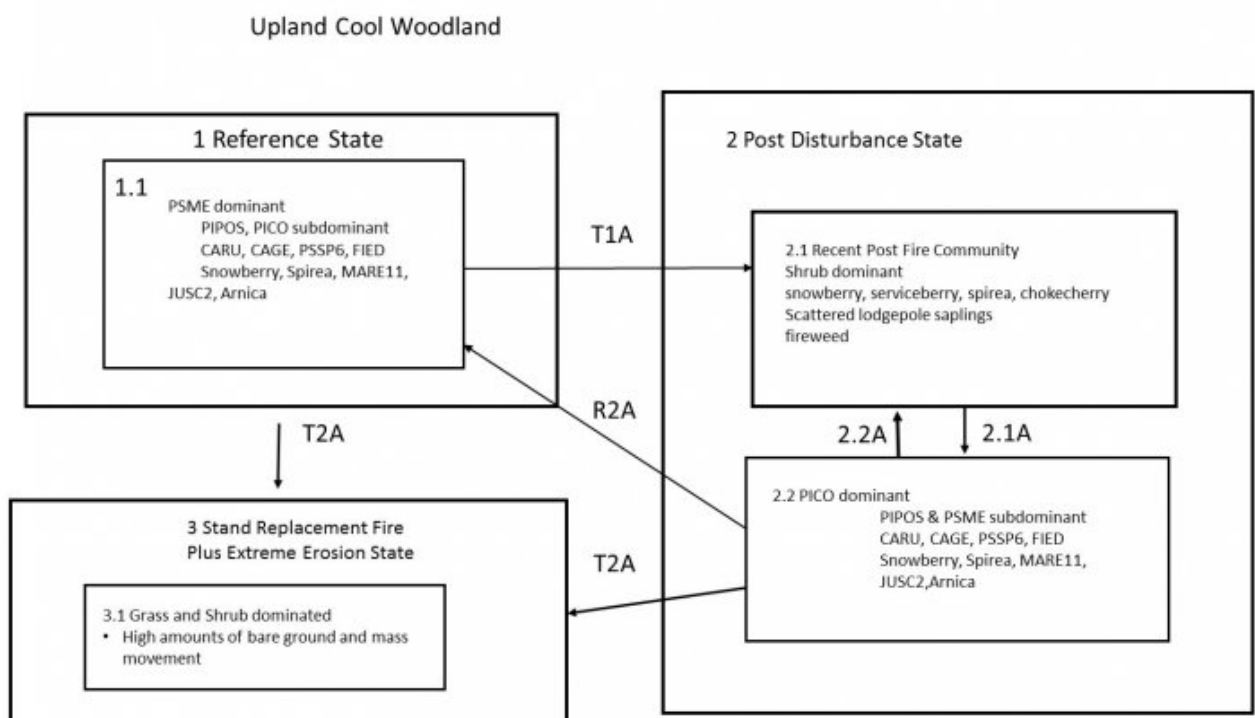 Upland Cool Woodland
1 Reference State
1.1
PSME dominant
PIPOS, PICO subdominant
CARU, CAGE, PSSP6, FIED
Snowberry, Spirea, MARE11,
JUSC2, Arnica
T1A
2 Post Disturbance State
2.1 Recent Post Fire Community
Shrub dominant
snowberry, serviceberry, spirea, chokecherry
Scattered lodgepole saplings
fireweed
R2A
2.2A
2.1A
T2A
2.2 PICO dominant
PIPOS & PSME subdominant
CARU, CAGE, PSSP6, FIED
Snowberry, Spirea, MARE11,
JUSC2,Arnica
T2A
3 Stand Replacement Fire
Plus Extreme Erosion State
3.1 Grass and Shrub dominated
• High amounts of bare ground and mass
movement